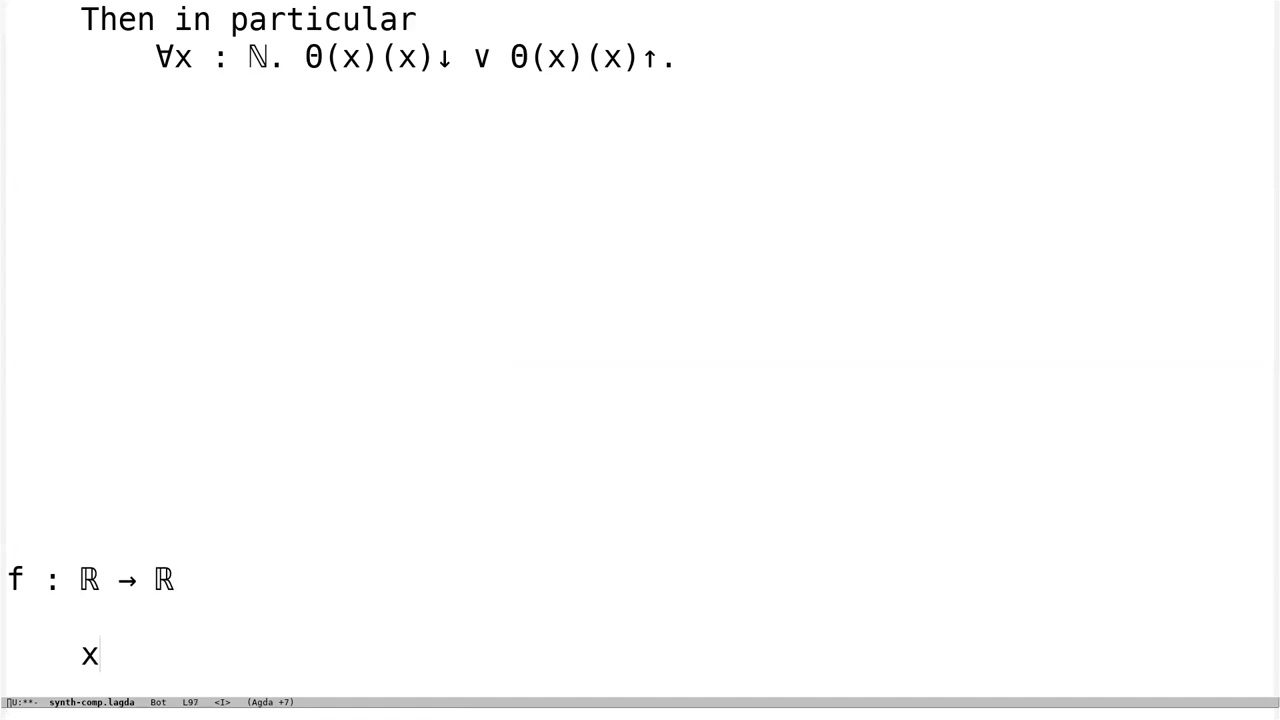 Then in particular
∀x : ℕ. θ(x)(x)↓ ∨ θ(x)(x)↑.
f : ℝ → ℝ
x
U:**- synth-comp.lagda Bot L97 <I> (Agda +7)